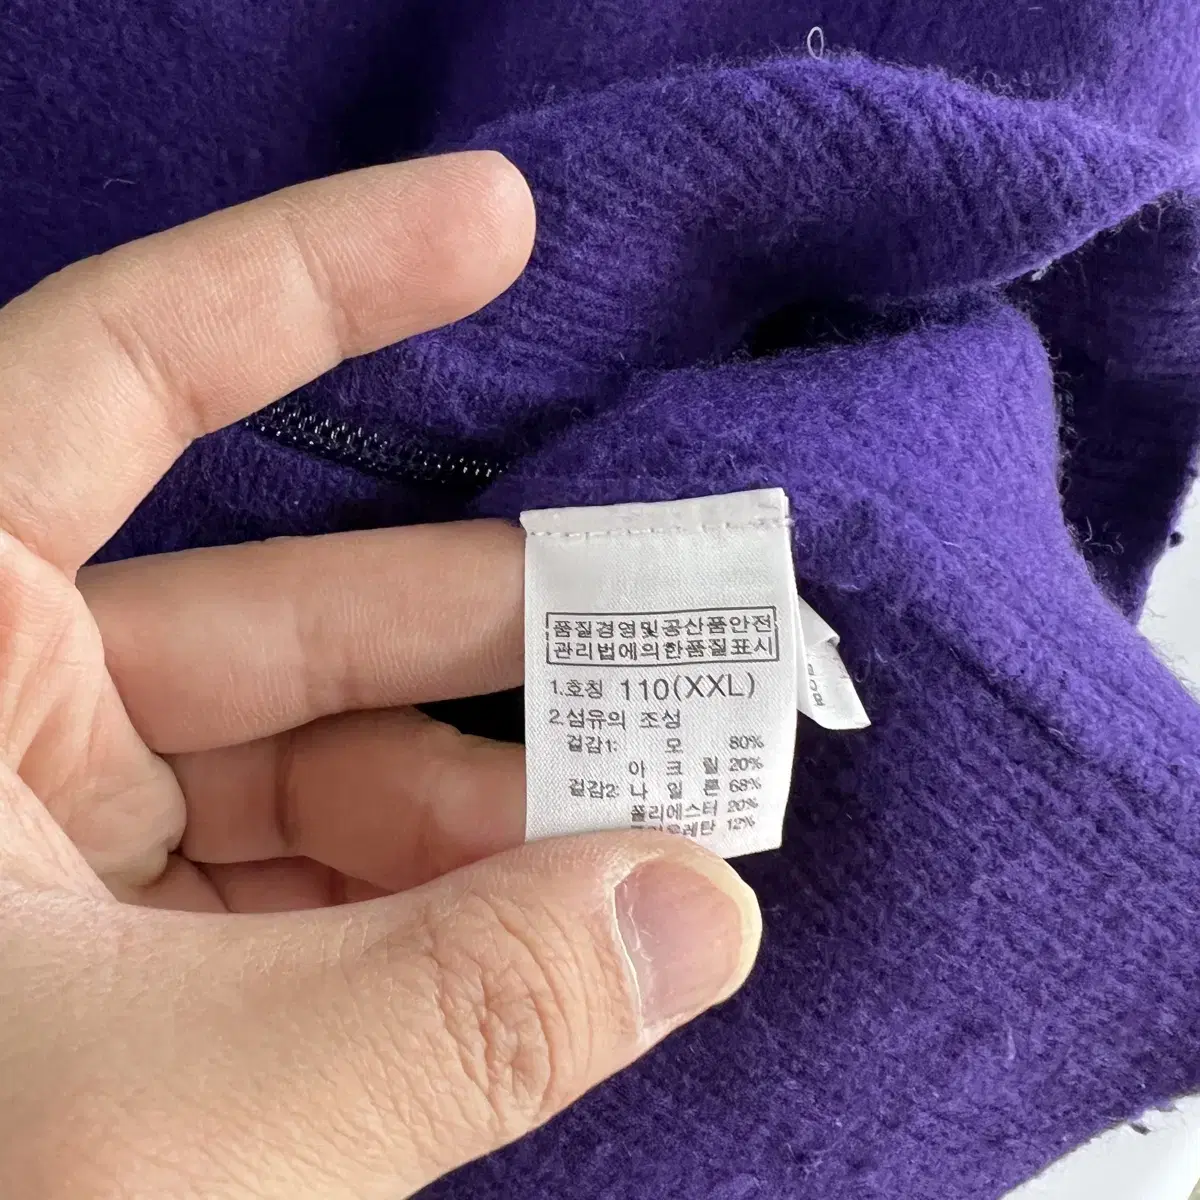 품질경영및공산품안전
관리법에의한품질표시
1.호칭 110(XXL)
2.섬유의 조성
겉감1: 모 80%
아 크 릴 20%
겉감2: 나 일 론 68%
폴리에스터 20%
12%